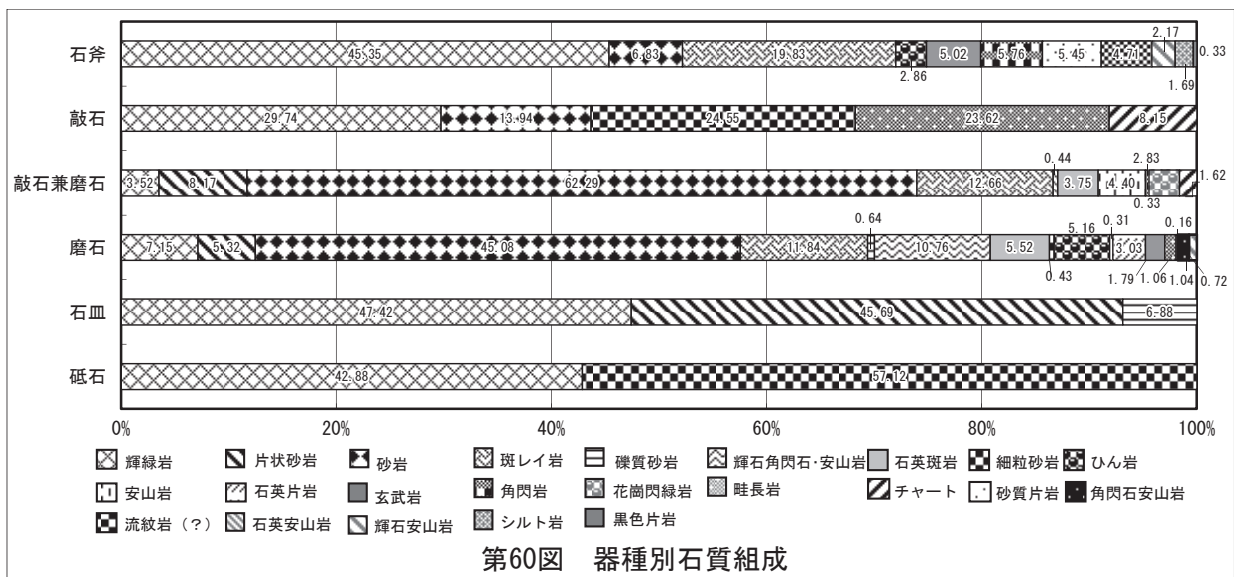 2.17
石斧 45.35 6.83 19.83 5.02 5.76 5.45 4.71 0.33
2.86 1.69
敲石 29.74 13.94 24.55 23.62 8.15
0.44 2.83
敲石兼磨石 3.52 8.17 62.29 12.66 3.75 4.40 1.62
0.33
0.64 5.16 0.31 0.16
磨石 7.15 5.32 45.08 11.84 10.76 5.52 3.03
0.43 1.79 1.06 1.04 0.72
石皿 47.42 45.69 6.88
砥石 42.88 57.12
0% 20% 40% 60% 80% 100%
輝緑岩 片状砂岩 砂岩 斑レイ岩 礫質砂岩 輝石角閃石･安山岩 石英斑岩 細粒砂岩 ひん岩
安山岩 石英片岩 玄武岩 角閃岩 花崗閃緑岩 畦長岩 チャート 砂質片岩 角閃石安山岩
流紋岩（？） 石英安山岩 輝石安山岩 シルト岩 黒色片岩
第60図 器種別石質組成